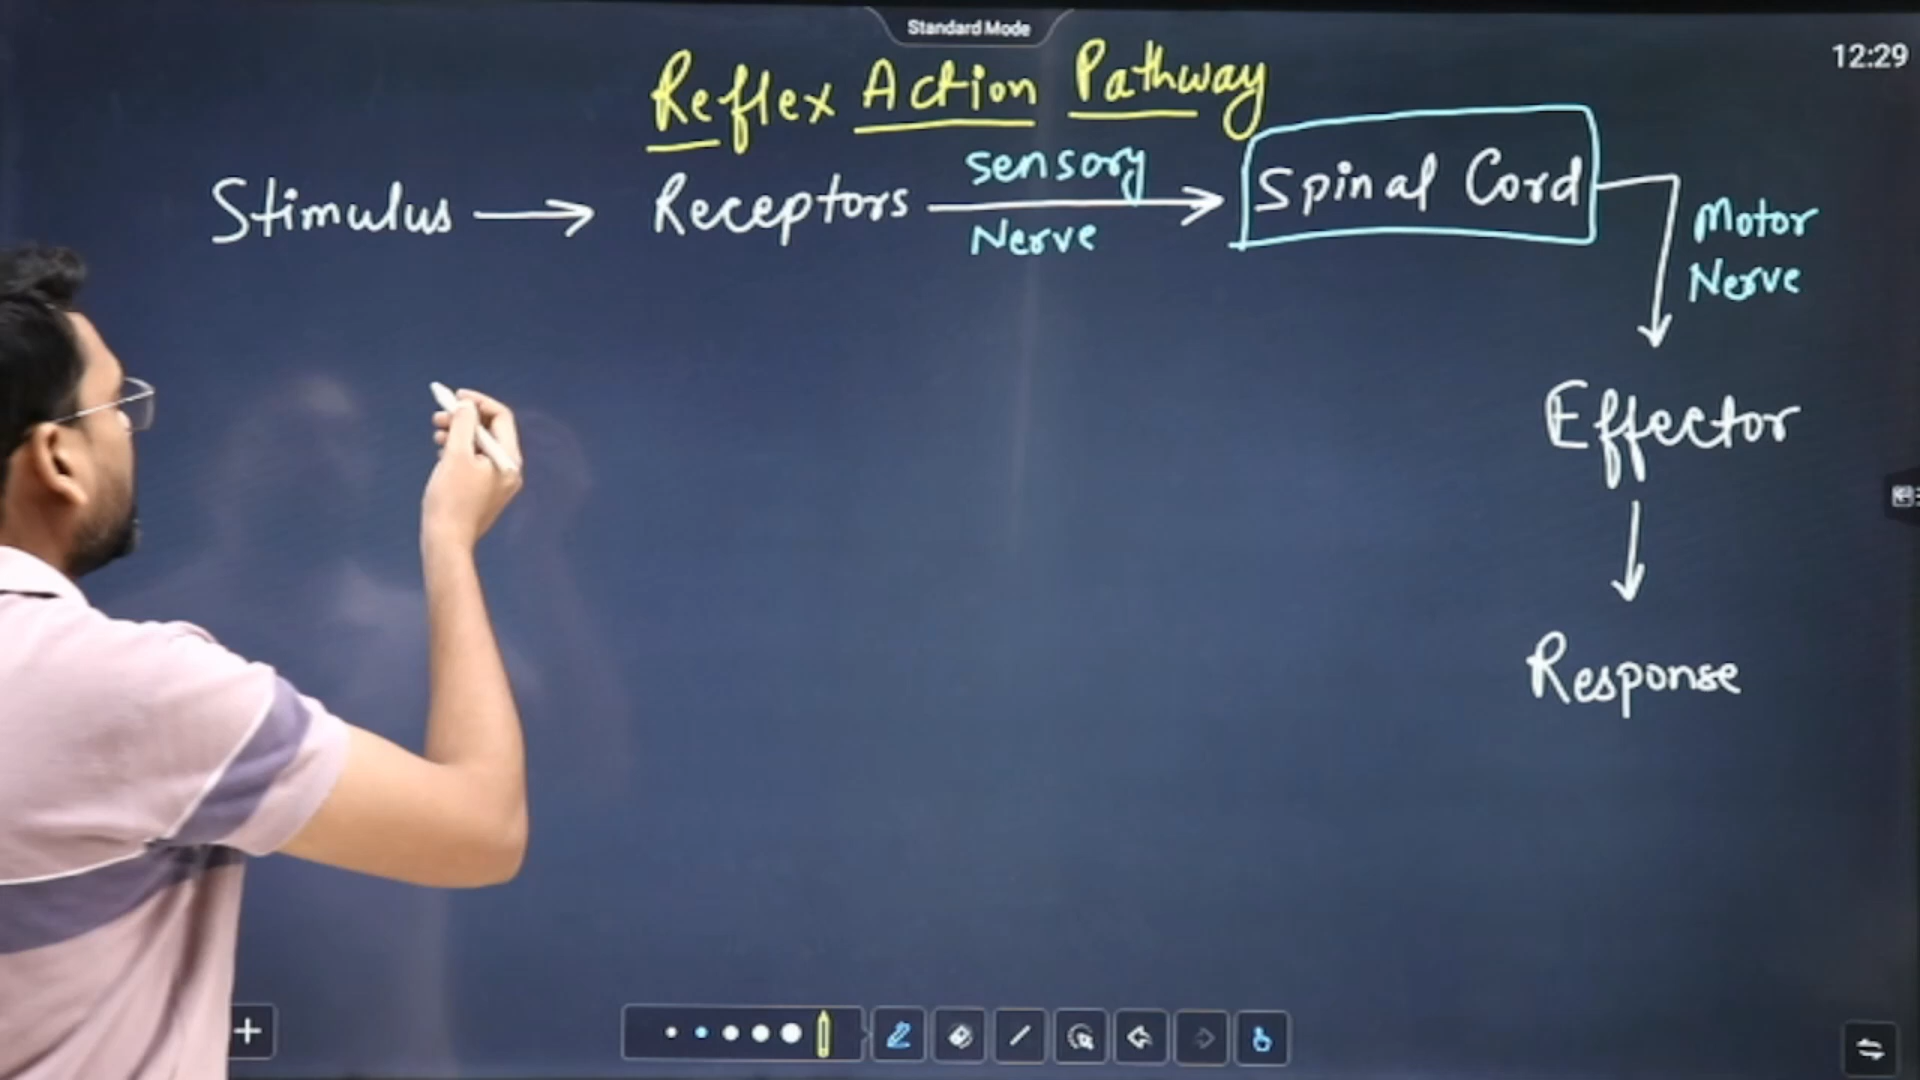 Standard Mode
12:29
Reflex Action Pathway
Stimulus → Receptors → Spinal Cord
Sensory
Nerve
Motor
Nerve
Effector
Response